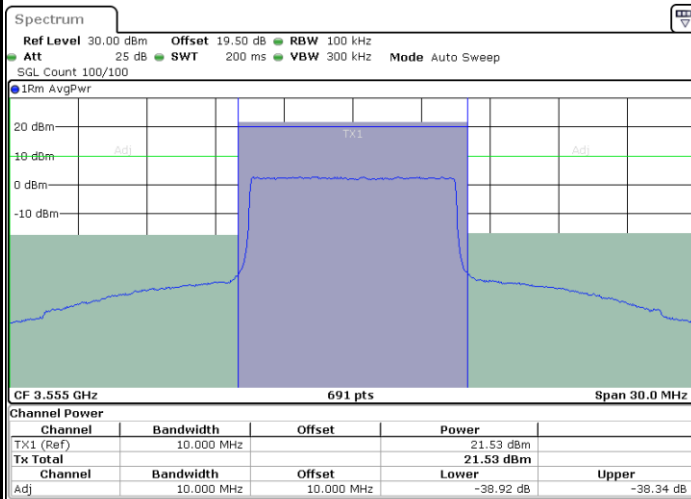 Spectrum
Ref Level 30.00 dBm Offset 19.50 dB RBW 100 kHz
Att 25 dB SWT 200 ms VBW 300 kHz Mode Auto Sweep
SGL Count 100/100
1Rm AvgPwr
20 dBm
TX1
10 dBm
Adj
Adj
0 dBm
-10 dBm
CF 3.555 GHz 691 pts Span 30.0 MHz
Channel Power
Channel Bandwidth Offset Power
TX1 (Ref) 10.000 MHz 21.53 dBm
Tx Total 21.53 dBm
Channel Bandwidth Offset Lower Upper
Adj 10.000 MHz 10.000 MHz -38.92 dB -38.34 dB